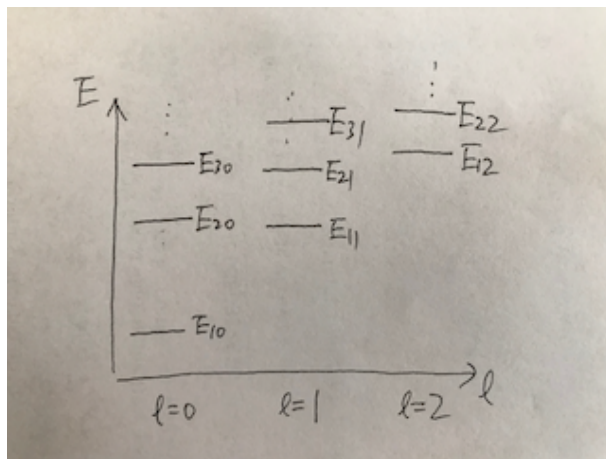 E
E₃₁
E₂₂
E₃₀
E₂₁
E₁₂
E₂₀
E₁₁
E₁₀
ℓ=0 ℓ=1 ℓ=2 ℓ